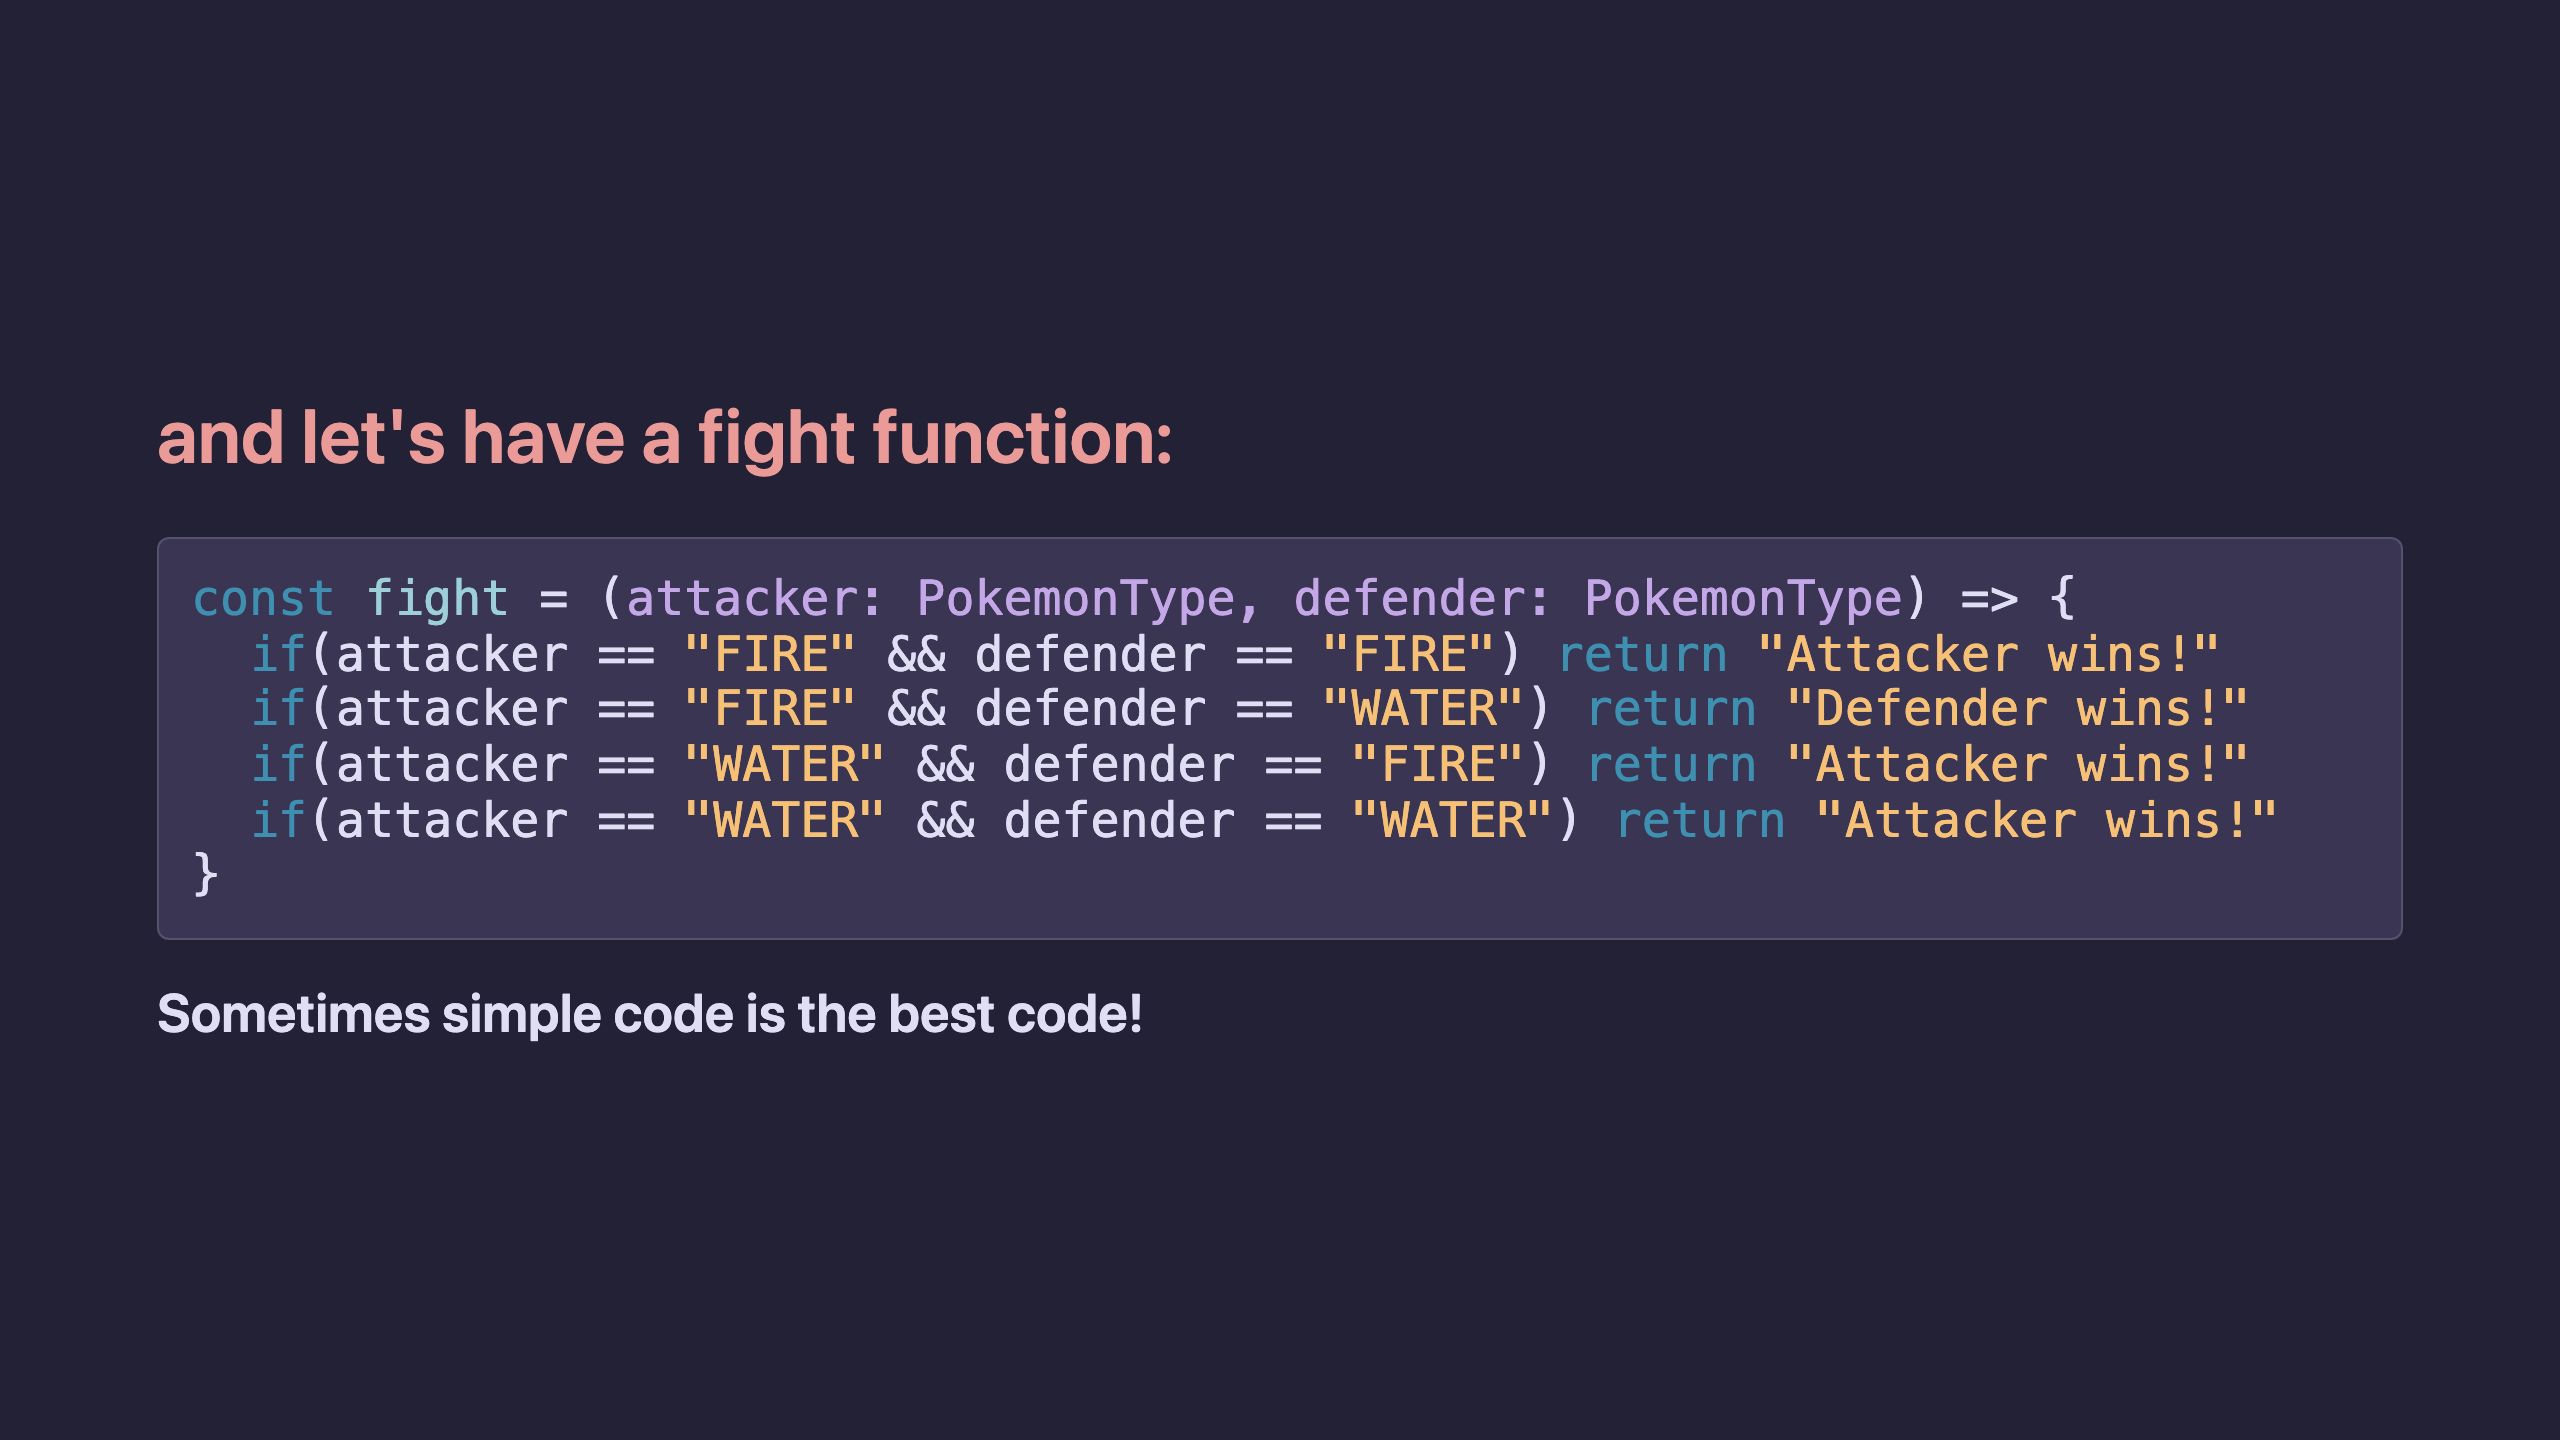 and let's have a fight function:
const fight = (attacker: PokemonType, defender: PokemonType) => {
  if(attacker == "FIRE" && defender == "FIRE") return "Attacker wins!"
  if(attacker == "FIRE" && defender == "WATER") return "Defender wins!"
  if(attacker == "WATER" && defender == "FIRE") return "Attacker wins!"
  if(attacker == "WATER" && defender == "WATER") return "Attacker wins!"
}
Sometimes simple code is the best code!